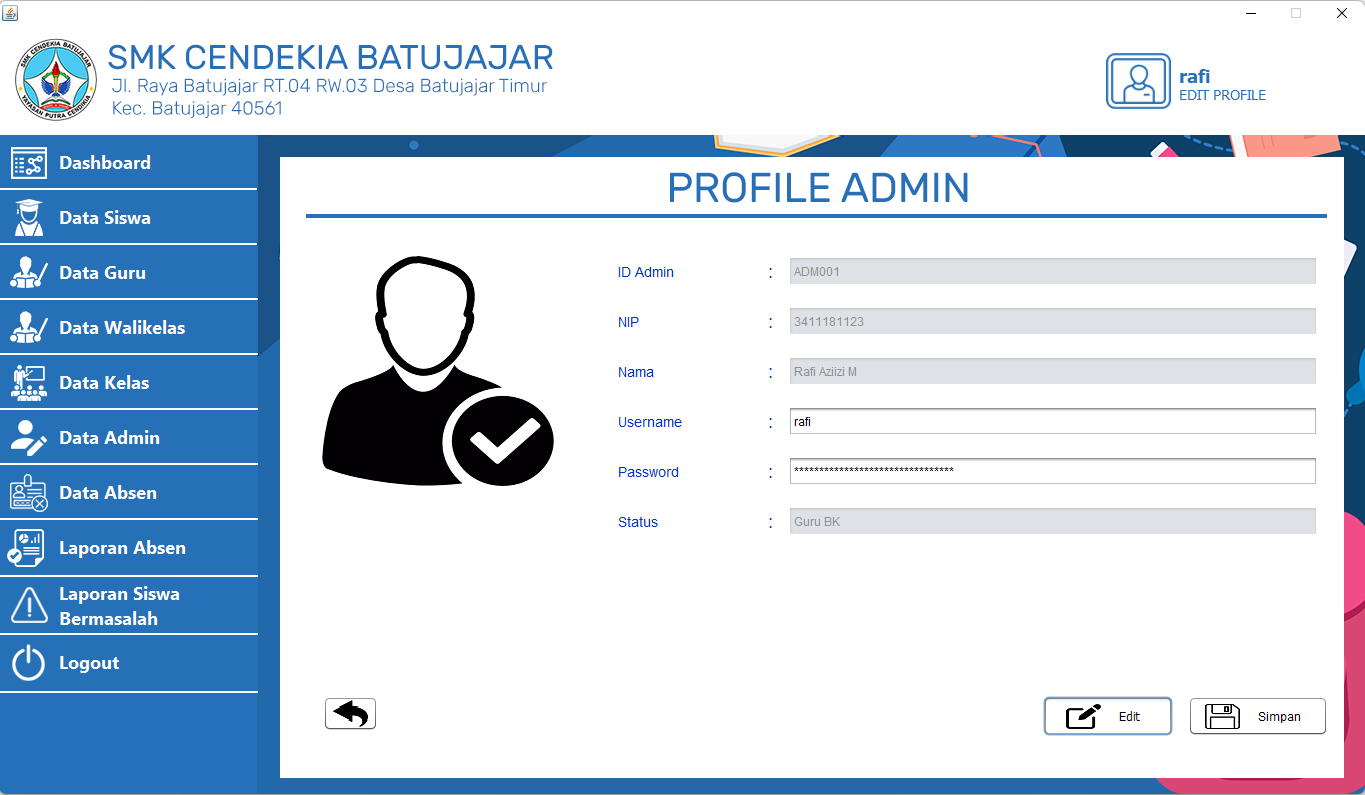 SMK CENDEKIA BATUJAJAR
Jl. Raya Batujajar RT.04 RW.03 Desa Batujajar Timur
Kec. Batujajar 40561
SMK CENDEKIA BATUJAJAR
YAYASAN PUTRA CENDIKIA
rafi
EDIT PROFILE
Dashboard
Data Siswa
Data Guru
Data Walikelas
Data Kelas
Data Admin
Data Absen
Laporan Absen
Laporan Siswa
Bermasalah
Logout
PROFILE ADMIN
ID Admin : ADM001
NIP : 3411181123
Nama : Rafi Aziizi M
Username : rafi
Password : ********************************
Status : Guru BK
Edit
Simpan